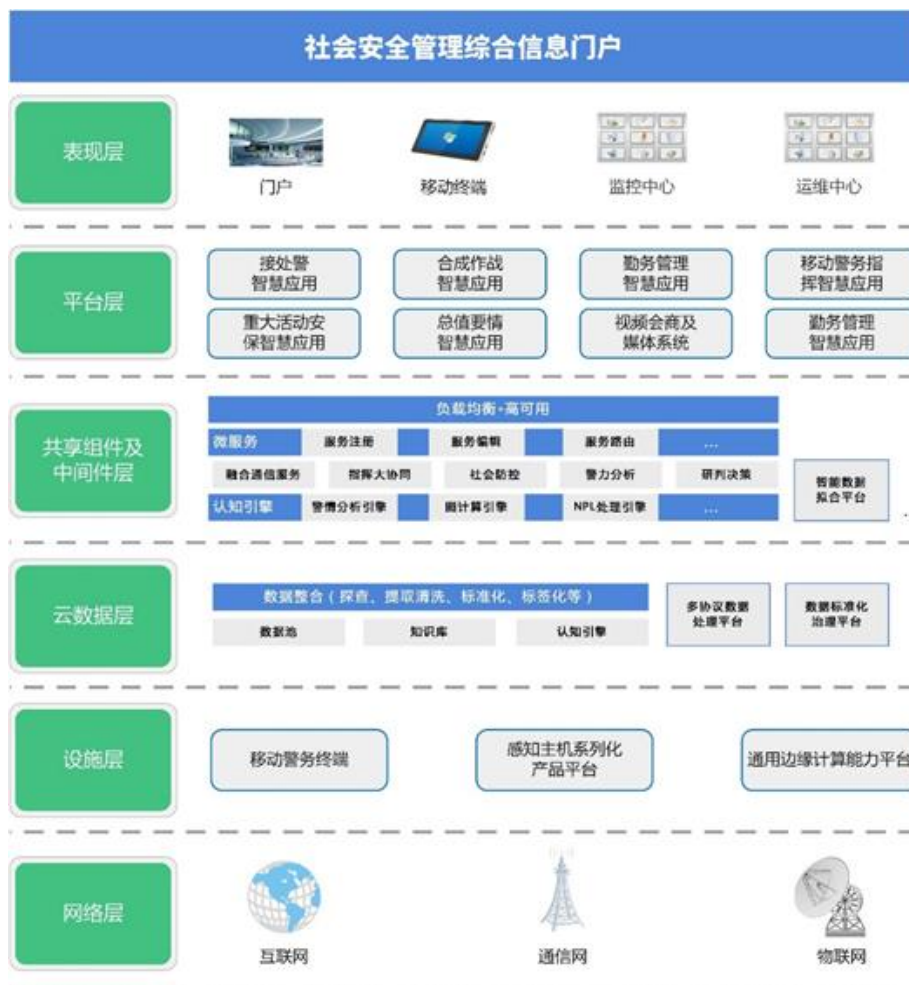 社会安全管理综合信息门户
表现层
门户
移动终端
监控中心
运维中心
平台层
接处警
智慧应用
合成作战
智慧应用
勤务管理
智慧应用
移动警务指
挥智慧应用
重大活动安
保智慧应用
总值要情
智慧应用
视频会商及
媒体系统
勤务管理
智慧应用
共享组件及
中间件层
负载均衡+高可用
微服务
服务注册
服务编辑
服务路由
...
融合通信服务
指挥大协同
社会防控
警力分析
研判决策
认知引擎
警情分析引擎
图计算引擎
NPL处理引擎
...
智能数据
拟合平台
云数据层
数据整合（探查、提取清洗、标准化、标签化等）
数据池
知识库
认知引擎
多协议数据
处理平台
数据标准化
治理平台
设施层
移动警务终端
感知主机系列化
产品平台
通用边缘计算能力平台
网络层
互联网
通信网
物联网